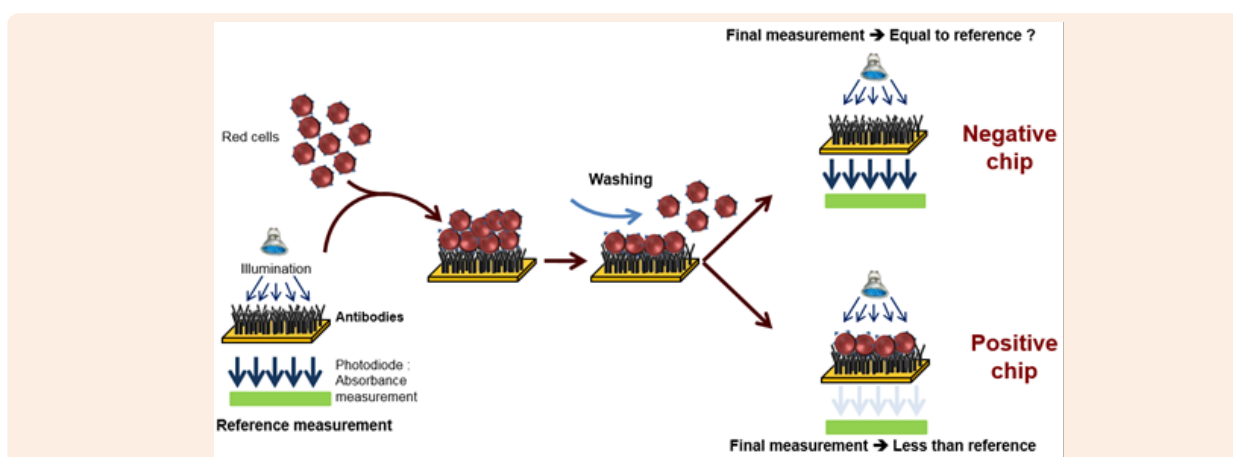 Final measurement ➔ Equal to reference ?
Red cells
Negative
chip
Washing
Illumination
Antibodies
Photodiode :
Absorbance
measurement
Reference measurement
Positive
chip
Final measurement ➔ Less than reference